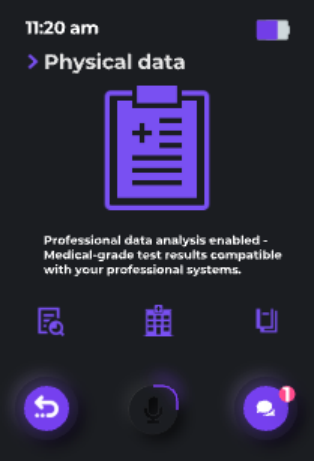 11:20 am
Physical data
Professional data analysis enabled -
Medical-grade test results compatible
with your professional systems.
1